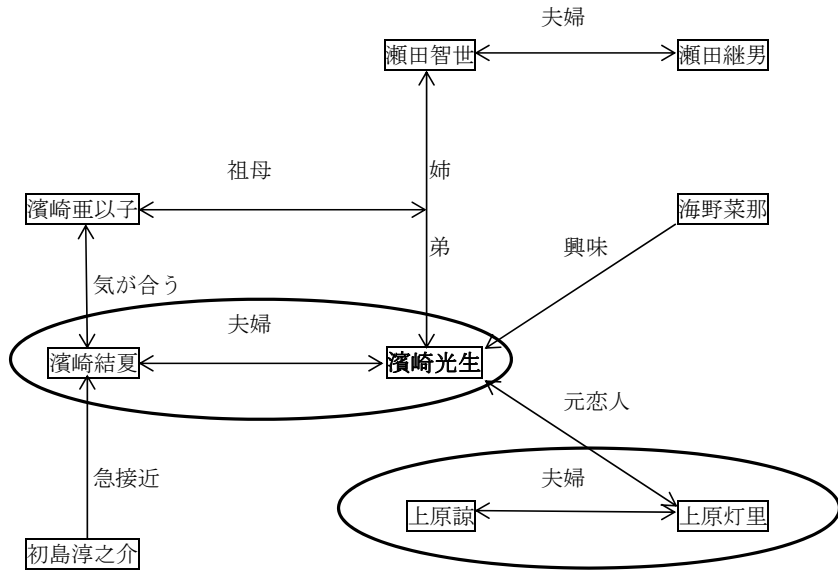 夫婦
瀬田智世
瀬田継男
祖母
姉
濱崎亜以子
海野菜那
弟
興味
気が合う
夫婦
濱崎結夏
濱崎光生
元恋人
急接近
夫婦
上原諒
上原灯里
初島淳之介